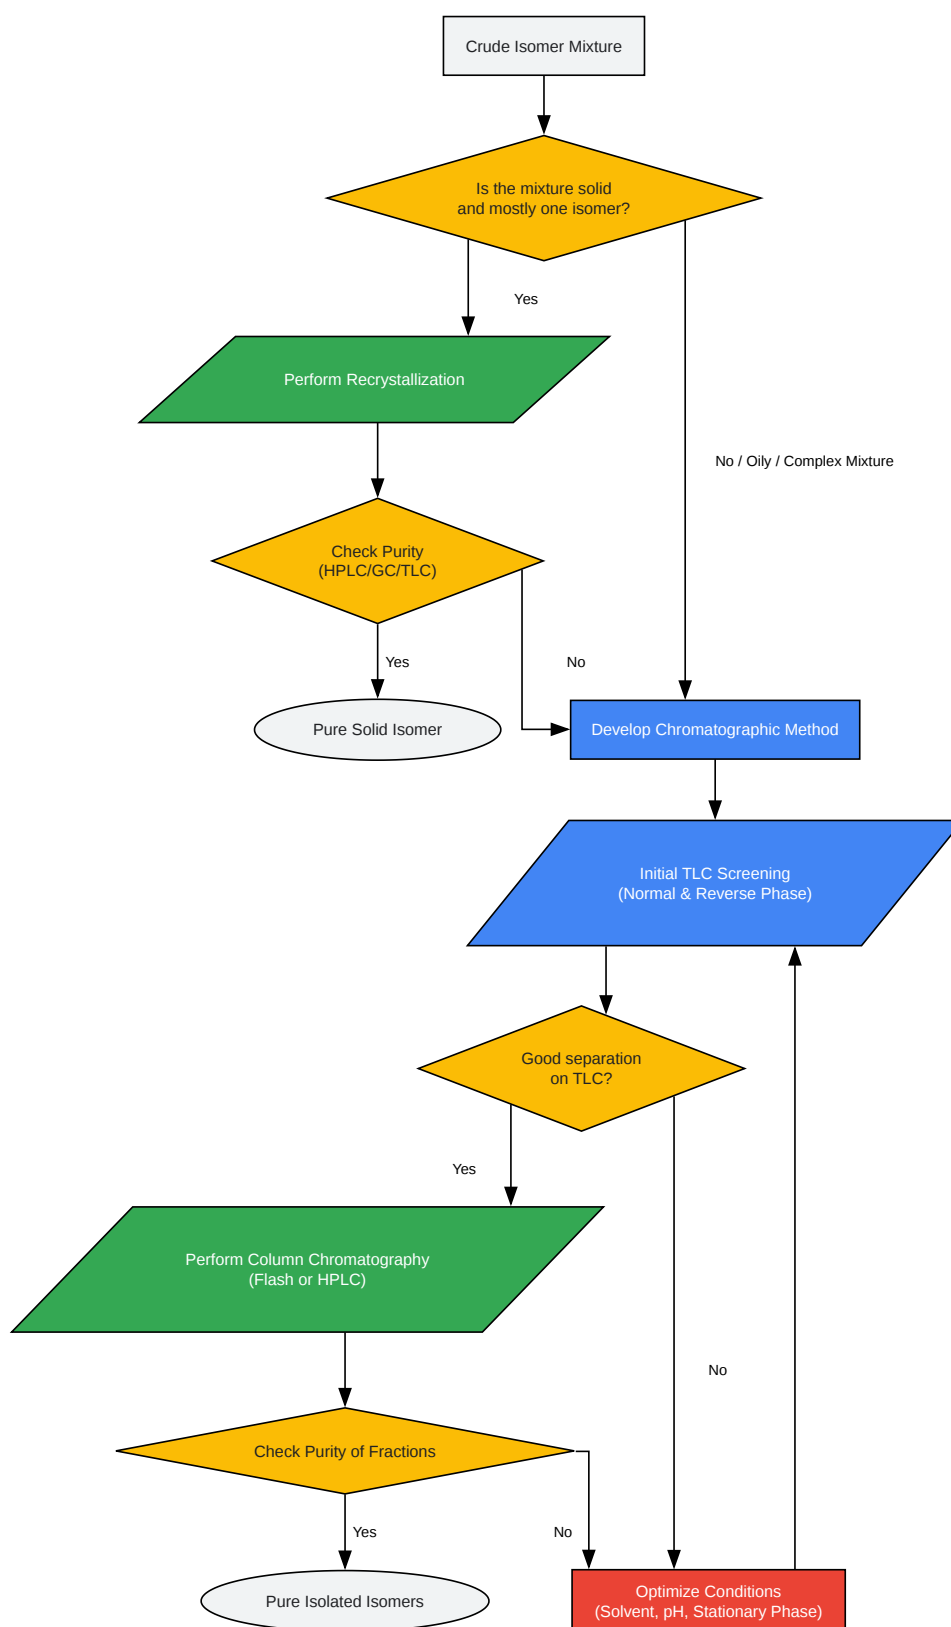 Crude Isomer Mixture
Is the mixture solid
and mostly one isomer?
Yes
Perform Recrystallization
No / Oily / Complex Mixture
Check Purity
(HPLC/GC/TLC)
Yes
No
Pure Solid Isomer
Develop Chromatographic Method
Initial TLC Screening
(Normal & Reverse Phase)
Good separation
on TLC?
Yes
Perform Column Chromatography
(Flash or HPLC)
No
Check Purity of Fractions
Yes
No
Pure Isolated Isomers
Optimize Conditions
(Solvent, pH, Stationary Phase)